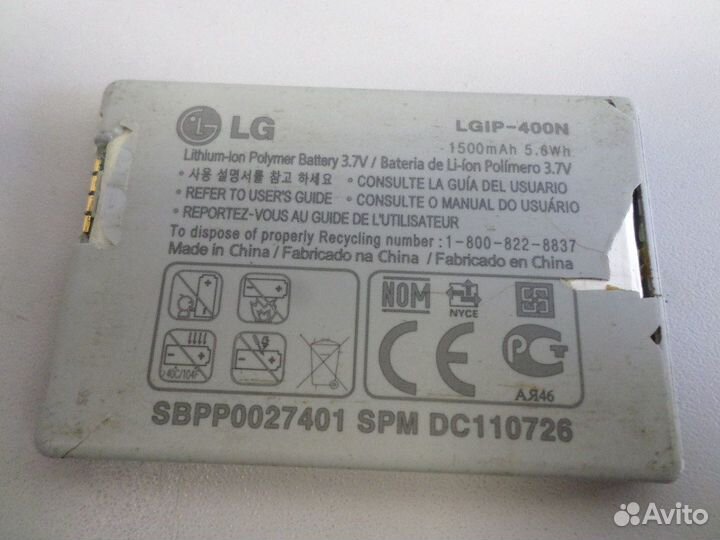 LG
LGIP-400N
1500mAh 5.6Wh
Lithium-Ion Polymer Battery 3.7V / Bateria de Li-íon Polímero 3.7V
• 사용 설명서를 참고 하세요 • CONSULTE LA GUÍA DEL USUARIO
• REFER TO USER'S GUIDE • CONSULTE O MANUAL DO USUÁRIO
• REPORTEZ-VOUS AU GUIDE DE L'UTILISATEUR
To dispose of properly Recycling number : 1-800-822-8837
Made in China / Fabricado na China / Fabricado en China
NOM
NYCE
40C/104F
CE
РСТ
АЯ46
SBPP0027401 SPM DC110726
Avito